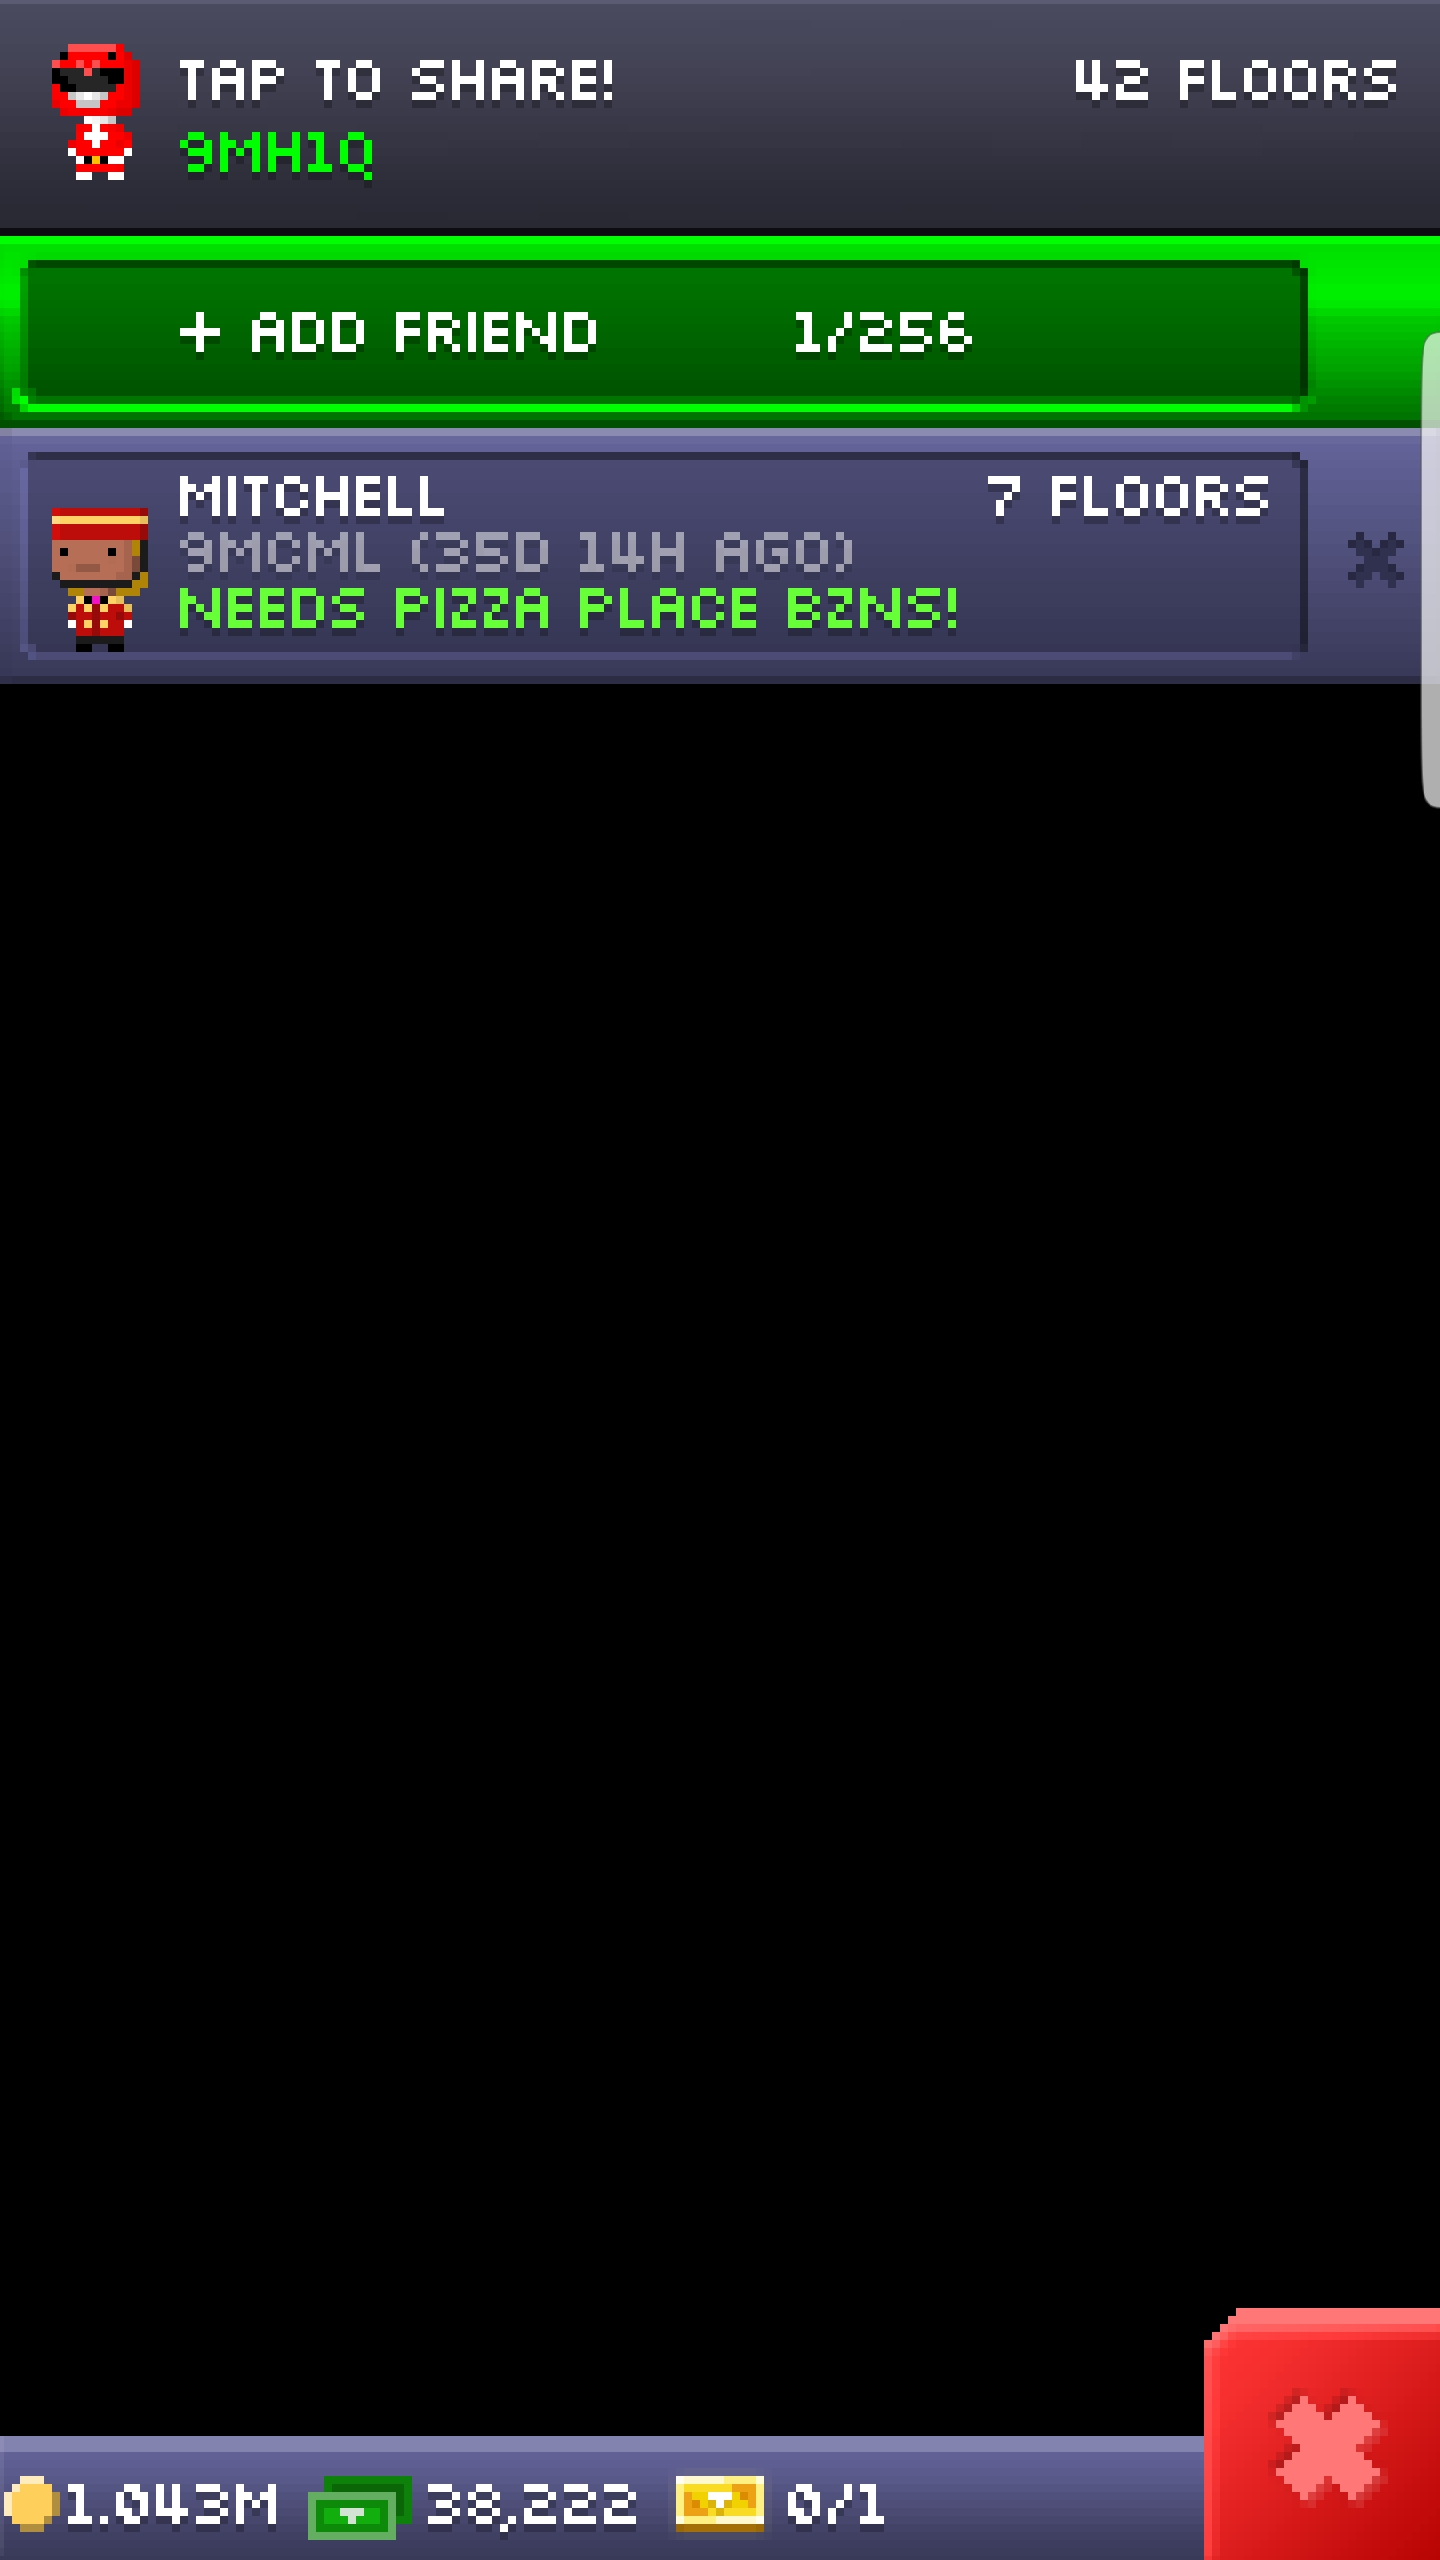 TAP TO SHARE!
42 FLOORS
9MH1Q
+ ADD FRIEND 1/256
MITCHELL
7 FLOORS
9MCML (35D 14H AGO)
NEEDS PIZZA PLACE BZNS!
1.043M 38,222 0/1